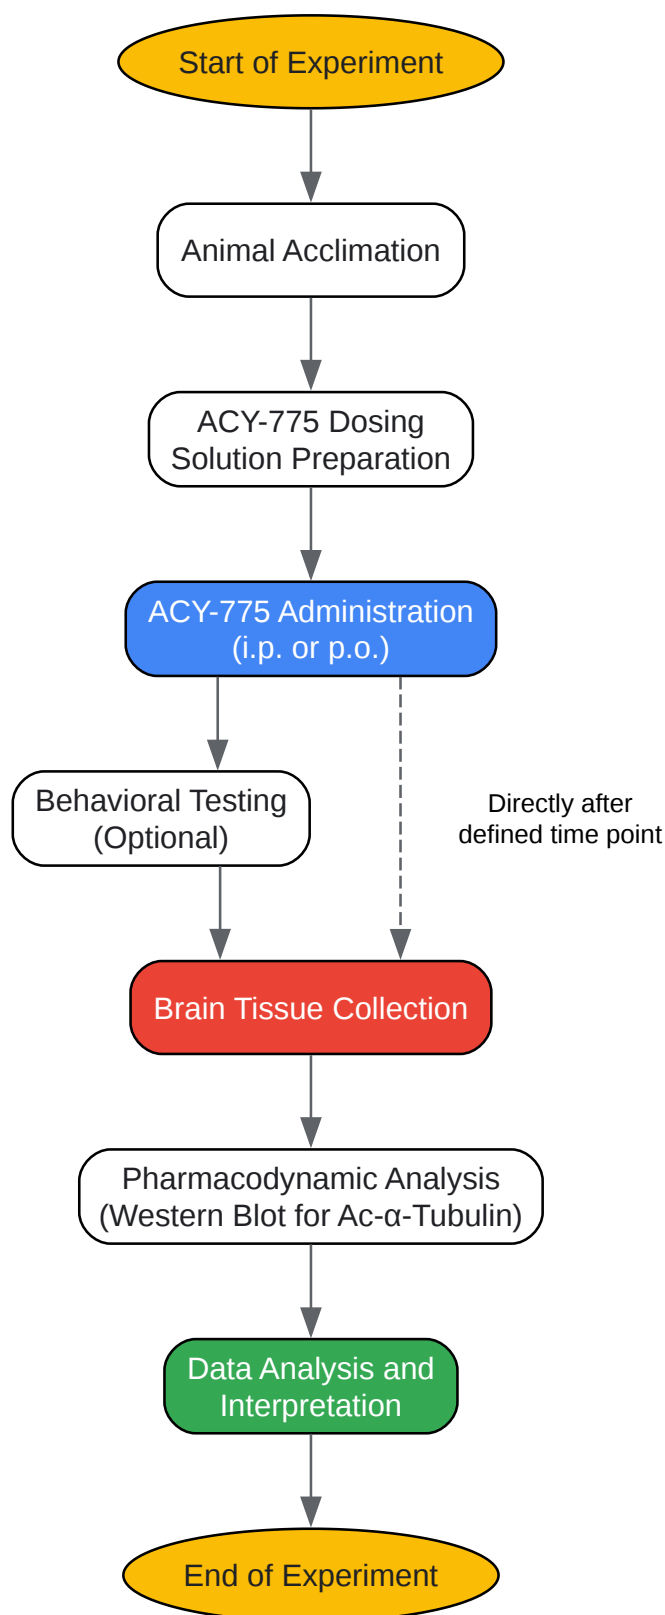 Start of Experiment
Animal Acclimation
ACY-775 Dosing
Solution Preparation
ACY-775 Administration
(i.p. or p.o.)
Behavioral Testing
(Optional)
Directly after
defined time point
Brain Tissue Collection
Pharmacodynamic Analysis
(Western Blot for Ac-α-Tubulin)
Data Analysis and
Interpretation
End of Experiment